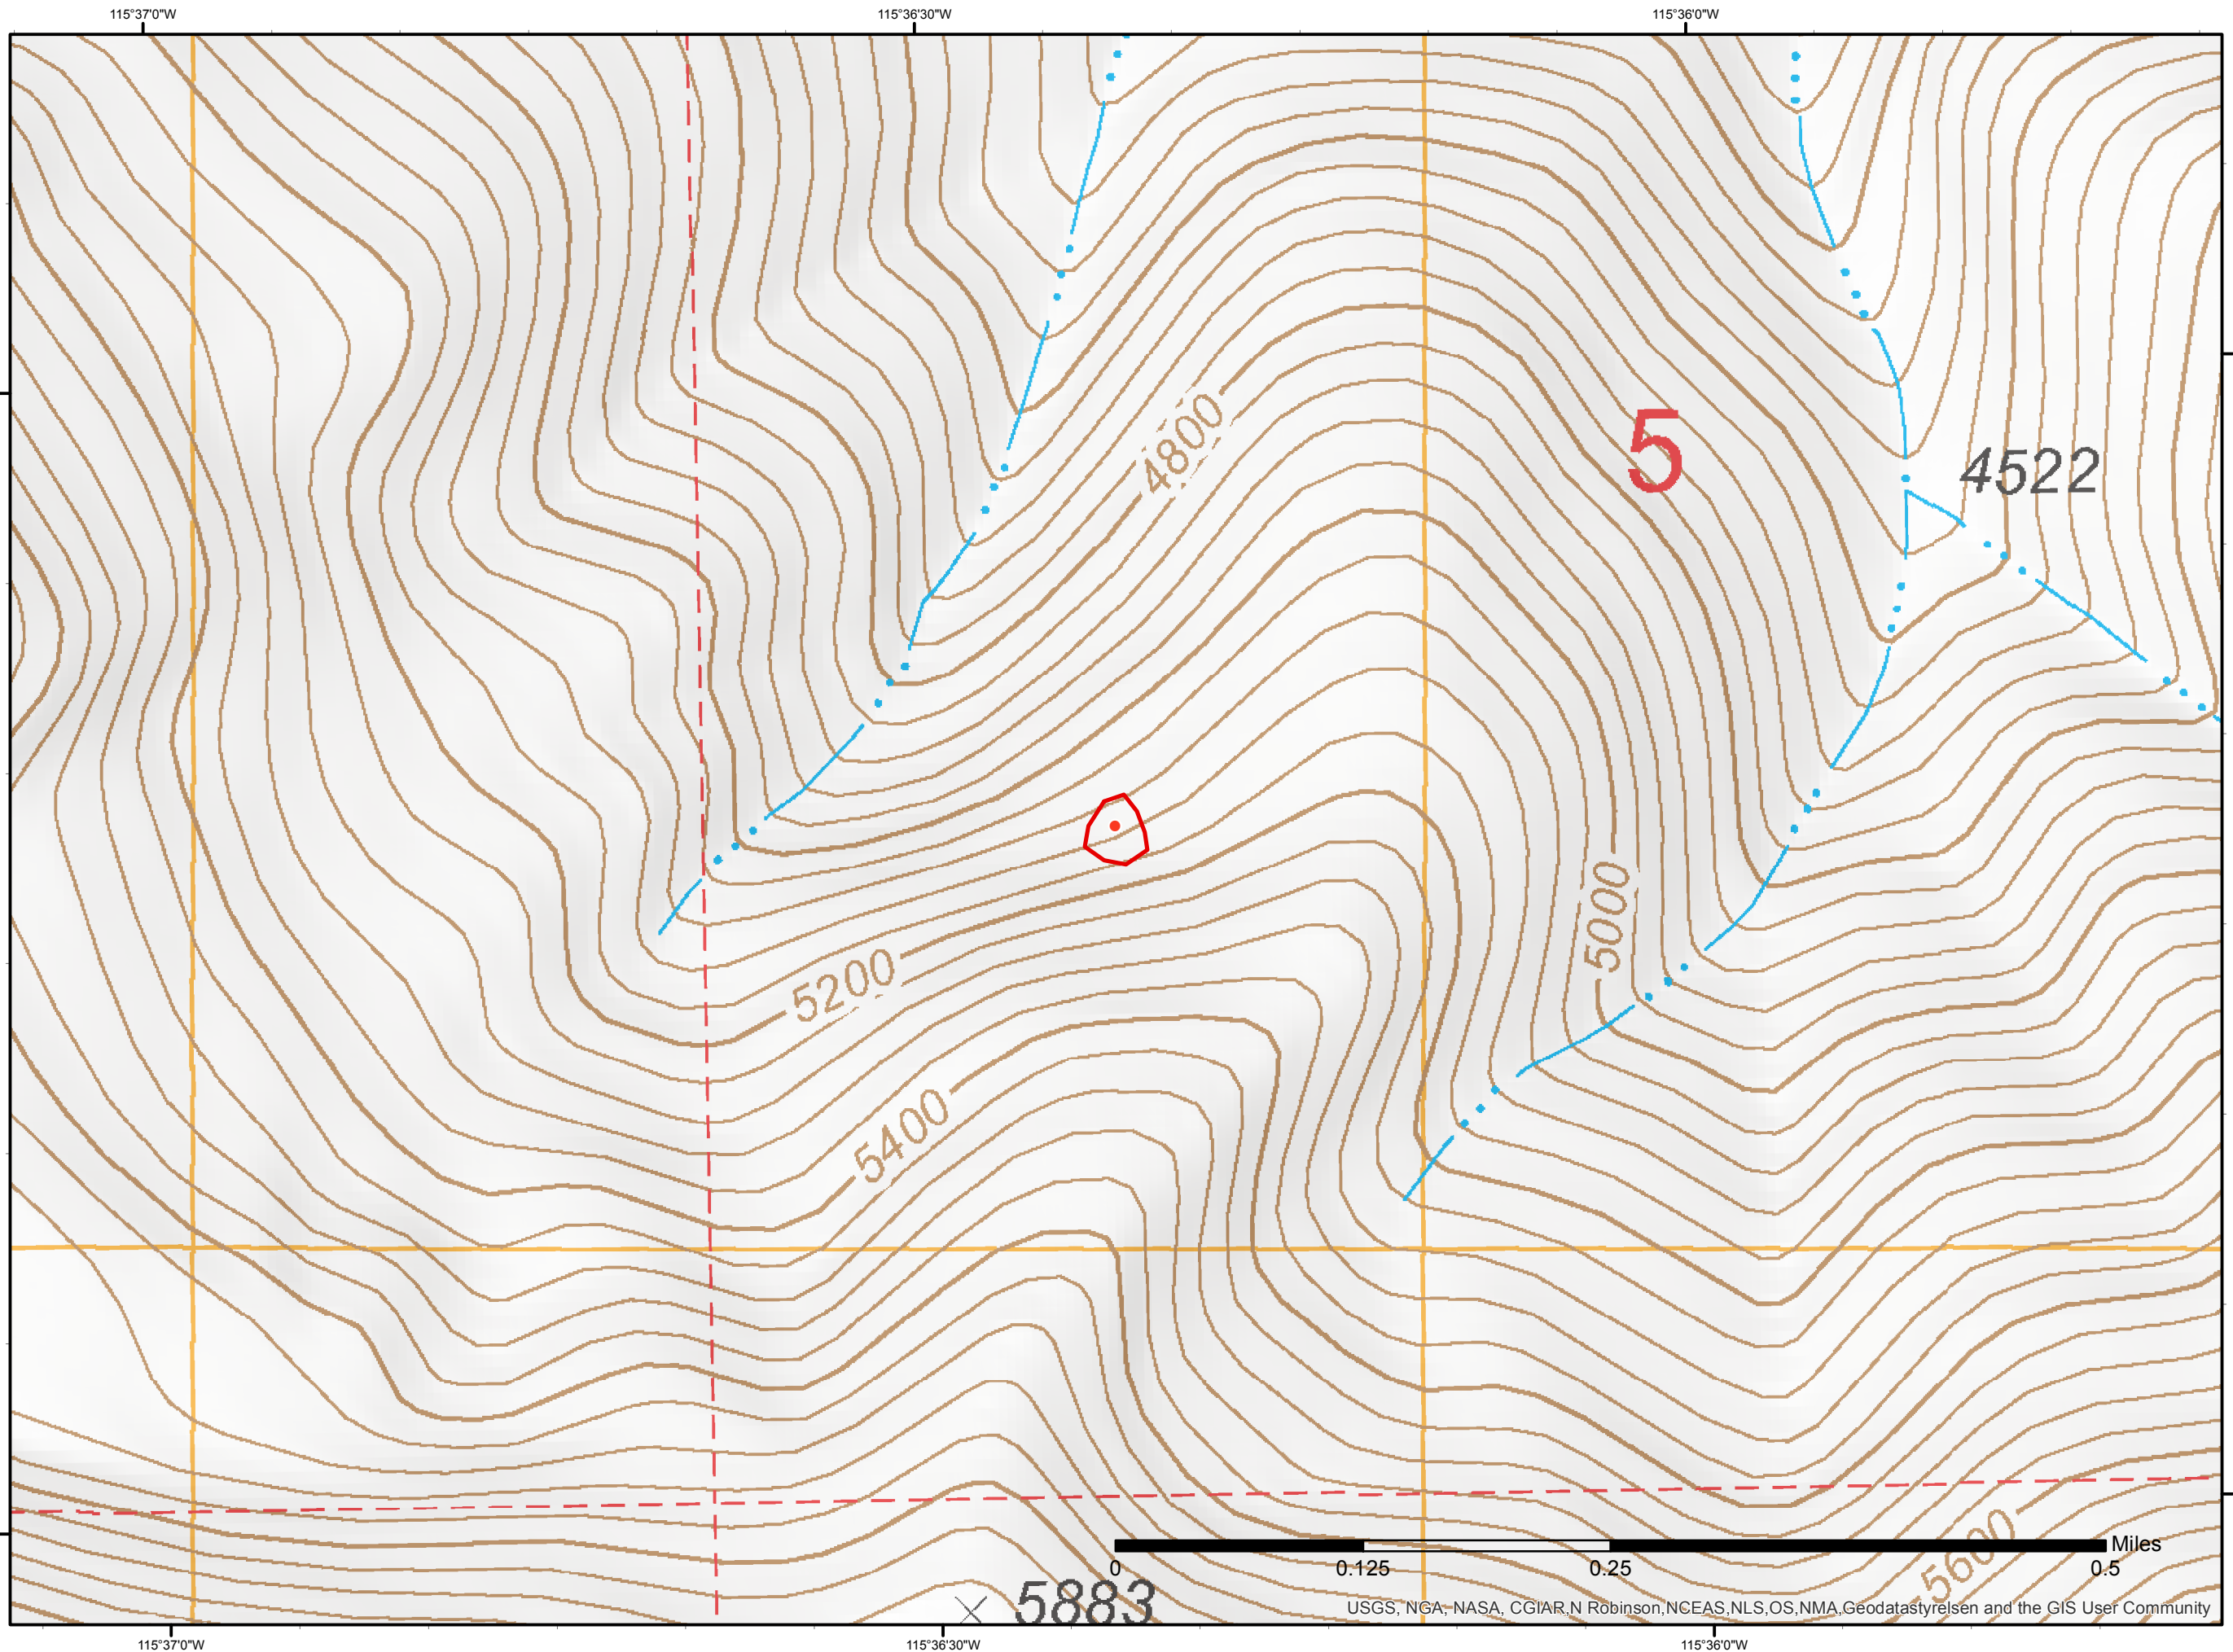 115°37'0"W
115°36'30"W
115°36'0"W
4800
5
4522
5000
5200
5400
5600
Miles
0
0.125
0.25
0.5
5883
USGS, NGA, NASA, CGIAR,N Robinson,NCEAS,NLS,OS,NMA,Geodatastyrelsen and the GIS User Community
115°37'0"W
115°36'30"W
115°36'0"W